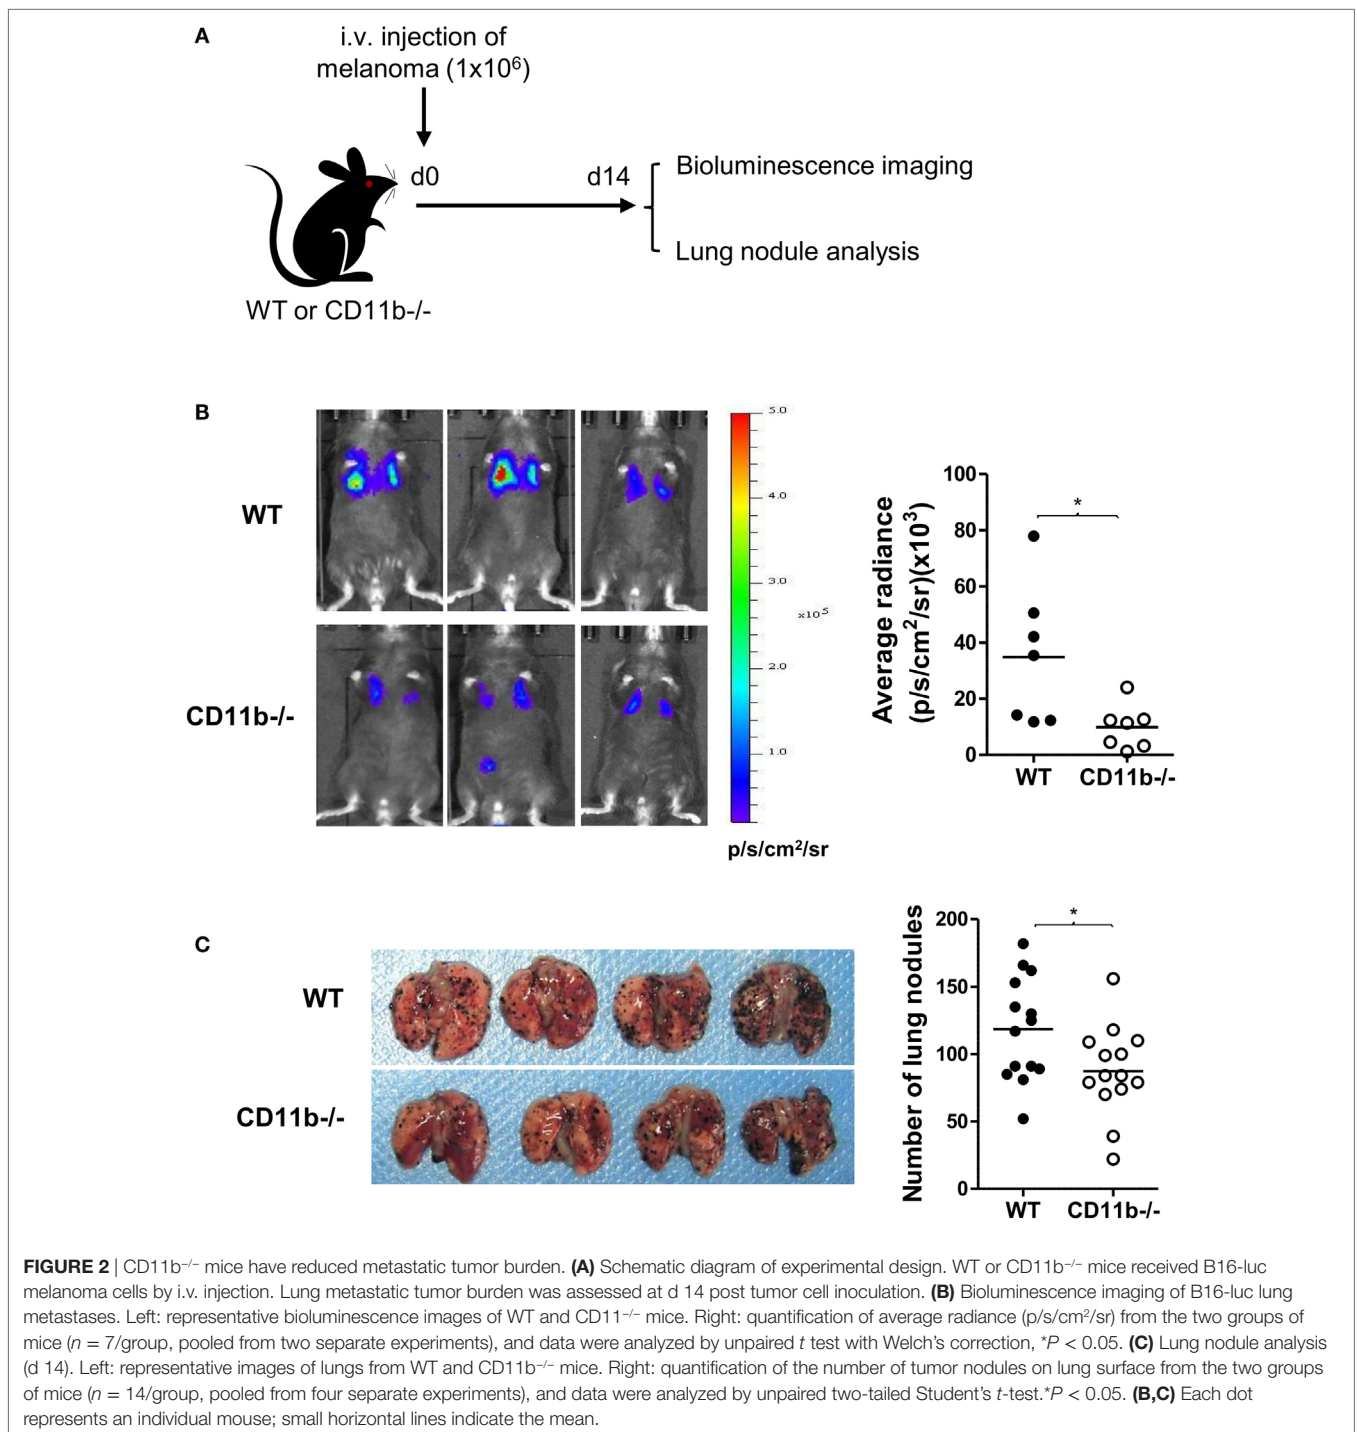 A
i.v. injection of
melanoma (1x10⁶)
d0
d14
Bioluminescence imaging
Lung nodule analysis
WT or CD11b-/-
B
WT
CD11b-/-
5.0
4.0
3.0
x10⁵
2.0
1.0
p/s/cm²/sr
Average radiance
(p/s/cm²/sr)(x10³)
100
80
60
40
20
0
*
WT
CD11b-/-
C
WT
CD11b-/-
Number of lung nodules
200
150
100
50
0
*
WT
CD11b-/-
FIGURE 2 | CD11b⁻/⁻ mice have reduced metastatic tumor burden. (A) Schematic diagram of experimental design. WT or CD11b⁻/⁻ mice received B16-luc
melanoma cells by i.v. injection. Lung metastatic tumor burden was assessed at d 14 post tumor cell inoculation. (B) Bioluminescence imaging of B16-luc lung
metastases. Left: representative bioluminescence images of WT and CD11⁻/⁻ mice. Right: quantification of average radiance (p/s/cm²/sr) from the two groups of
mice (n = 7/group, pooled from two separate experiments), and data were analyzed by unpaired t test with Welch's correction, *P < 0.05. (C) Lung nodule analysis
(d 14). Left: representative images of lungs from WT and CD11b⁻/⁻ mice. Right: quantification of the number of tumor nodules on lung surface from the two groups
of mice (n = 14/group, pooled from four separate experiments), and data were analyzed by unpaired two-tailed Student's t-test.*P < 0.05. (B,C) Each dot
represents an individual mouse; small horizontal lines indicate the mean.